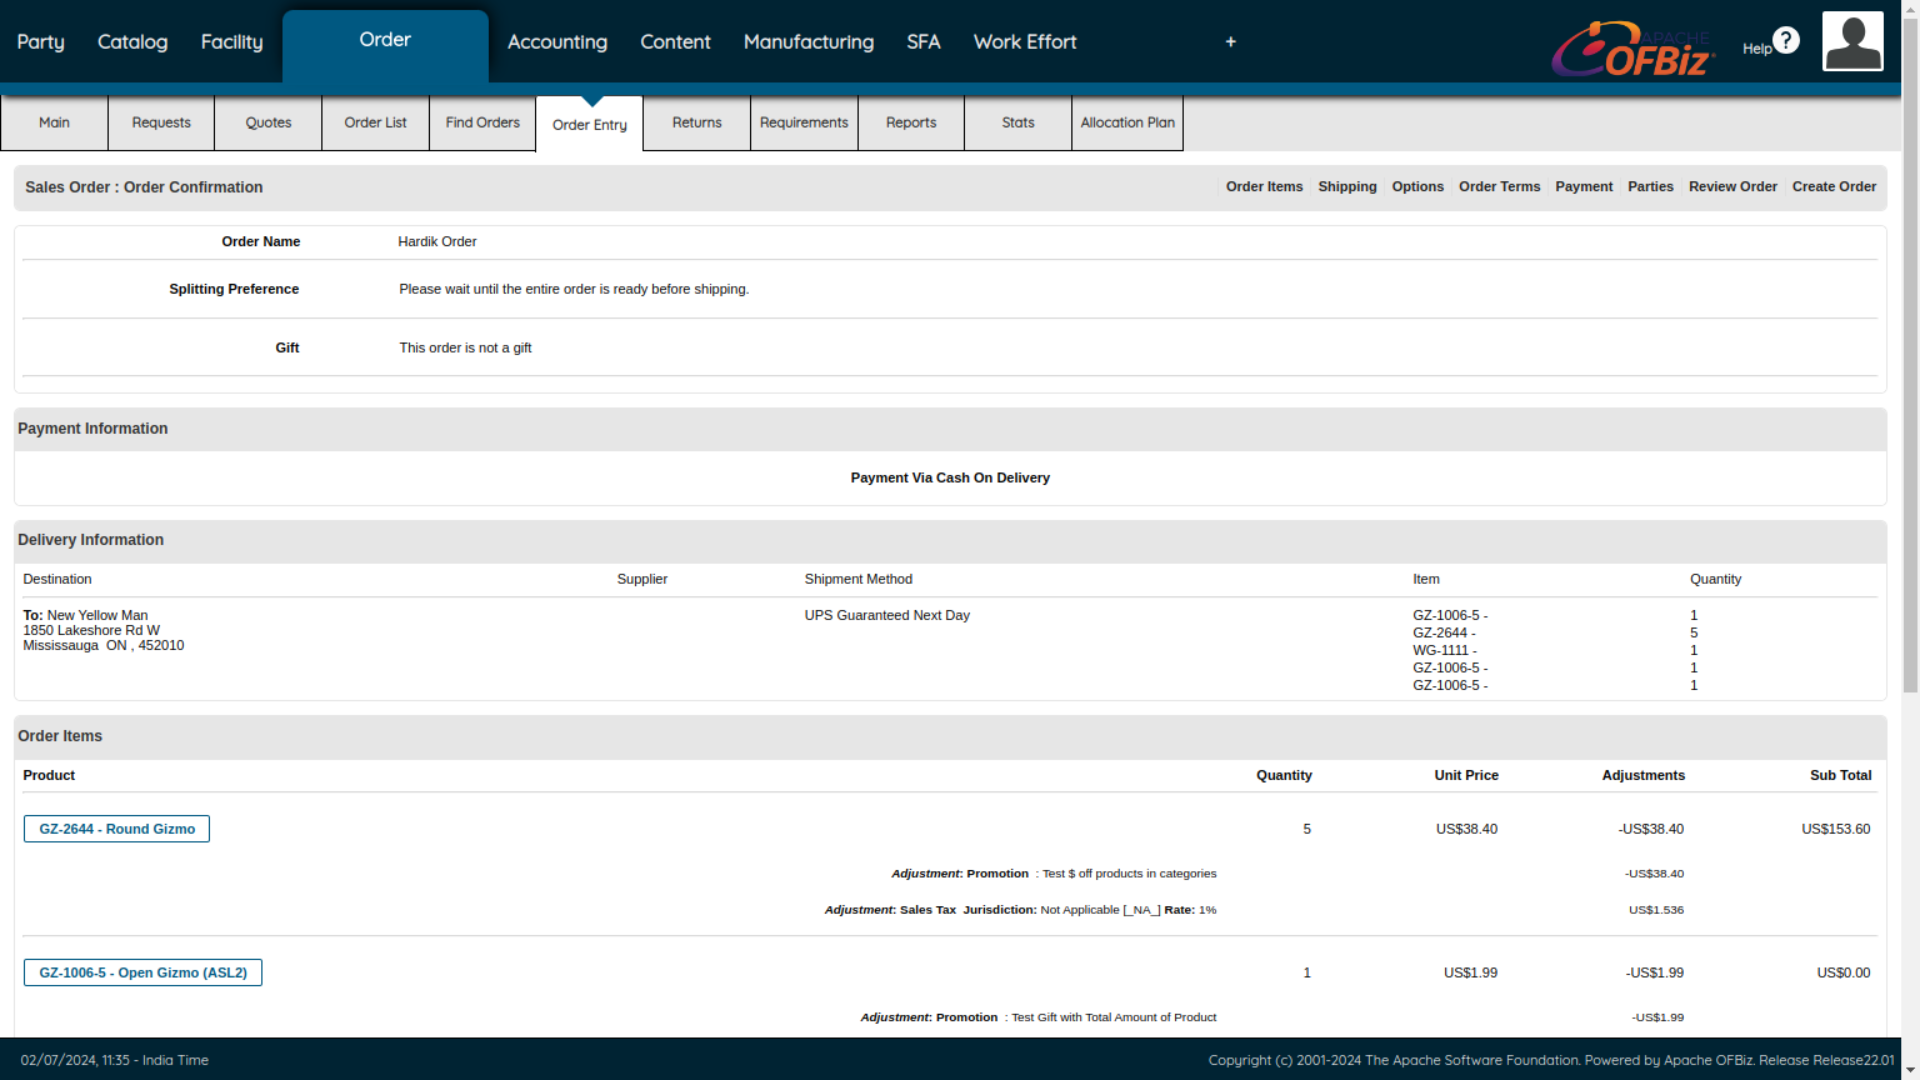 Party Catalog Facility Order Accounting Content Manufacturing SFA Work Effort + APACHE OFBiz Help ?
Main Requests Quotes Order List Find Orders Order Entry Returns Requirements Reports Stats Allocation Plan
Sales Order : Order Confirmation Order Items Shipping Options Order Terms Payment Parties Review Order Create Order
Order Name Hardik Order
Splitting Preference Please wait until the entire order is ready before shipping.
Gift This order is not a gift
Payment Information
Payment Via Cash On Delivery
Delivery Information
Destination Supplier Shipment Method Item Quantity
To: New Yellow Man UPS Guaranteed Next Day GZ-1006-5 - 1
1850 Lakeshore Rd W GZ-2644 - 5
Mississauga ON , 452010 WG-1111 - 1
GZ-1006-5 - 1
GZ-1006-5 - 1
Order Items
Product Quantity Unit Price Adjustments Sub Total
GZ-2644 - Round Gizmo 5 US$38.40 -US$38.40 US$153.60
Adjustment: Promotion : Test $ off products in categories -US$38.40
Adjustment: Sales Tax Jurisdiction: Not Applicable [_NA_] Rate: 1% US$1.536
GZ-1006-5 - Open Gizmo (ASL2) 1 US$1.99 -US$1.99 US$0.00
Adjustment: Promotion : Test Gift with Total Amount of Product -US$1.99
02/07/2024, 11:35 - India Time Copyright (c) 2001-2024 The Apache Software Foundation. Powered by Apache OFBiz. Release Release22.01